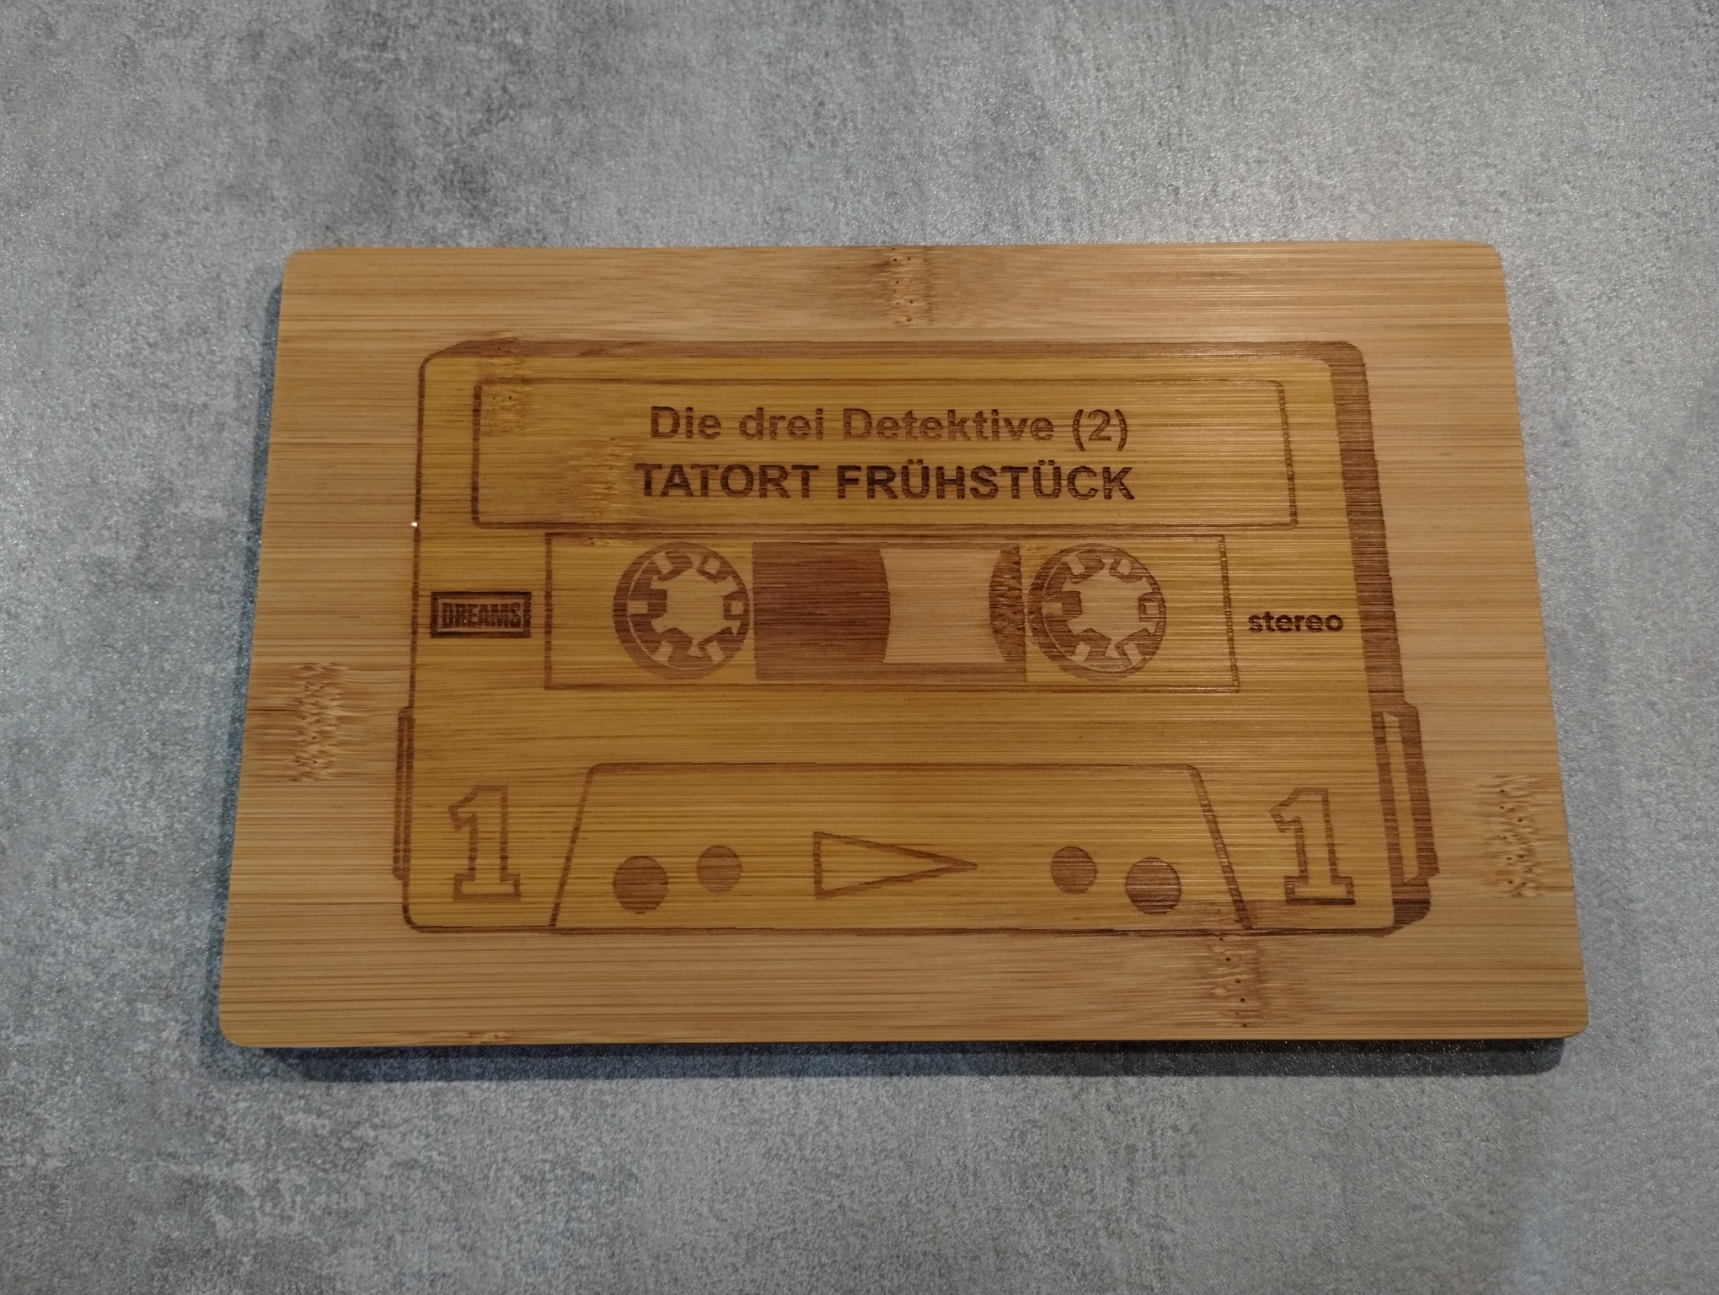 Die drei Detektive (2)
TATORT FRÜHSTÜCK
DREAMS
stereo
1
1